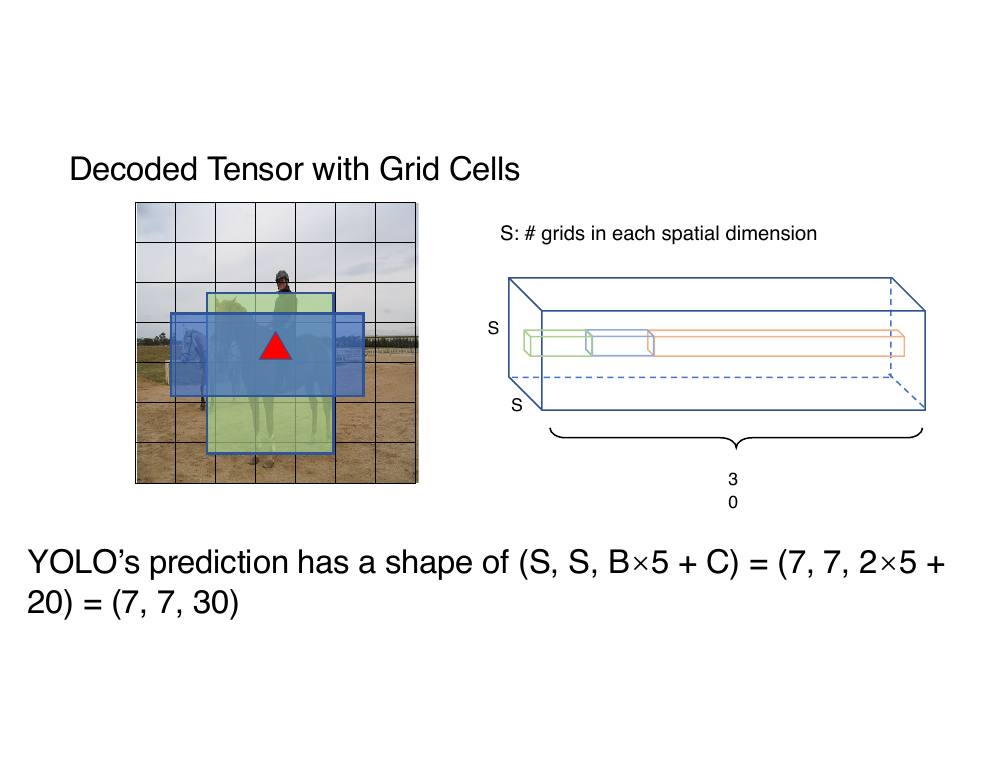 Decoded Tensor with Grid Cells
S: # grids in each spatial dimension
S
S
3
0
YOLO’s prediction has a shape of (S, S, B×5 + C) = (7, 7, 2×5 +
20) = (7, 7, 30)